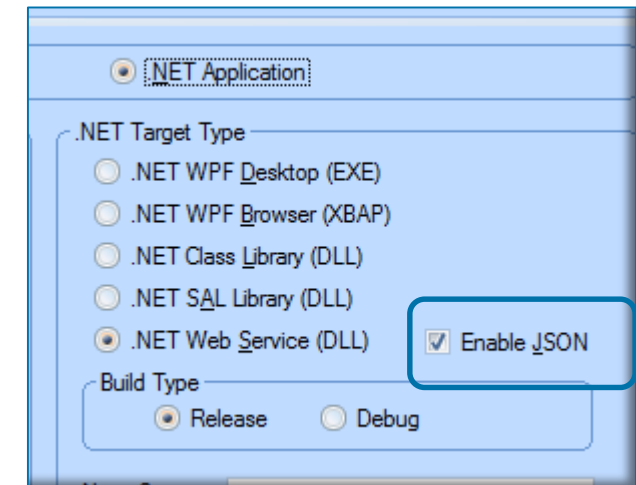 .NET Application
.NET Target Type
.NET WPF Desktop (EXE)
.NET WPF Browser (XBAP)
.NET Class Library (DLL)
.NET SAL Library (DLL)
.NET Web Service (DLL) Enable JSON
Build Type
Release Debug